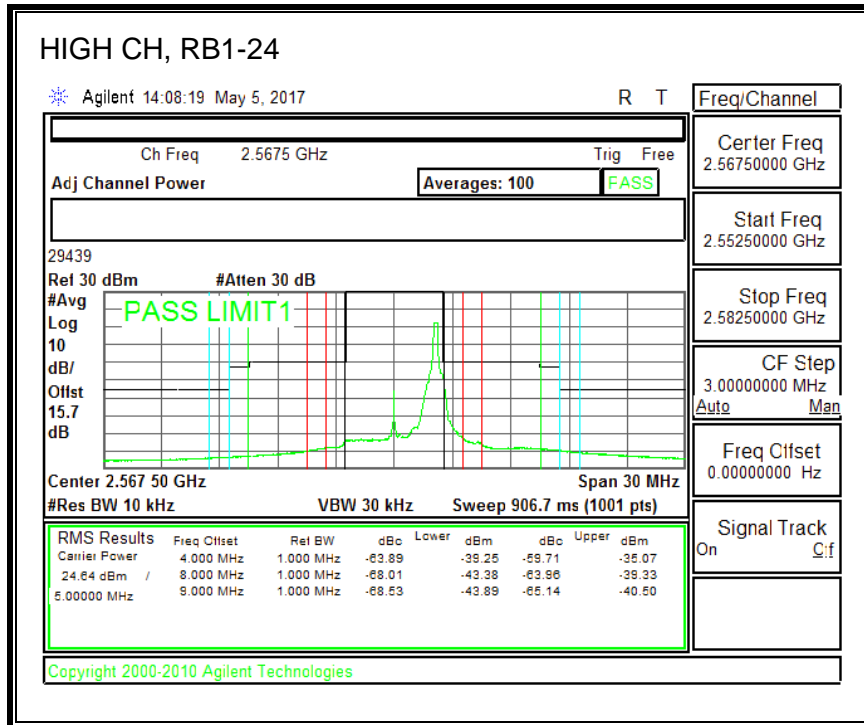 HIGH CH, RB1-24
Agilent 14:08:19 May 5, 2017 R T
Ch Freq 2.5675 GHz Trig Free
Adj Channel Power Averages: 100 PASS
29439
Ref 30 dBm #Atten 30 dB
#Avg
Log
10
dB/
Offst
15.7
dB
PASS LIMIT1
Center 2.567 50 GHz Span 30 MHz
#Res BW 10 kHz VBW 30 kHz Sweep 906.7 ms (1001 pts)
RMS Results Freq Offset Ref BW dBc Lower dBm dBc Upper dBm
Carrier Power 4.000 MHz 1.000 MHz -63.89 -39.25 -59.71 -35.07
24.64 dBm / 8.000 MHz 1.000 MHz -68.01 -43.38 -63.96 -39.33
5.00000 MHz 9.000 MHz 1.000 MHz -68.53 -43.89 -65.14 -40.50
Copyright 2000-2010 Agilent Technologies
Freq/Channel
Center Freq
2.56750000 GHz
Start Freq
2.55250000 GHz
Stop Freq
2.58250000 GHz
CF Step
3.00000000 MHz
Auto Man
Freq Offset
0.00000000 Hz
Signal Track
On Off